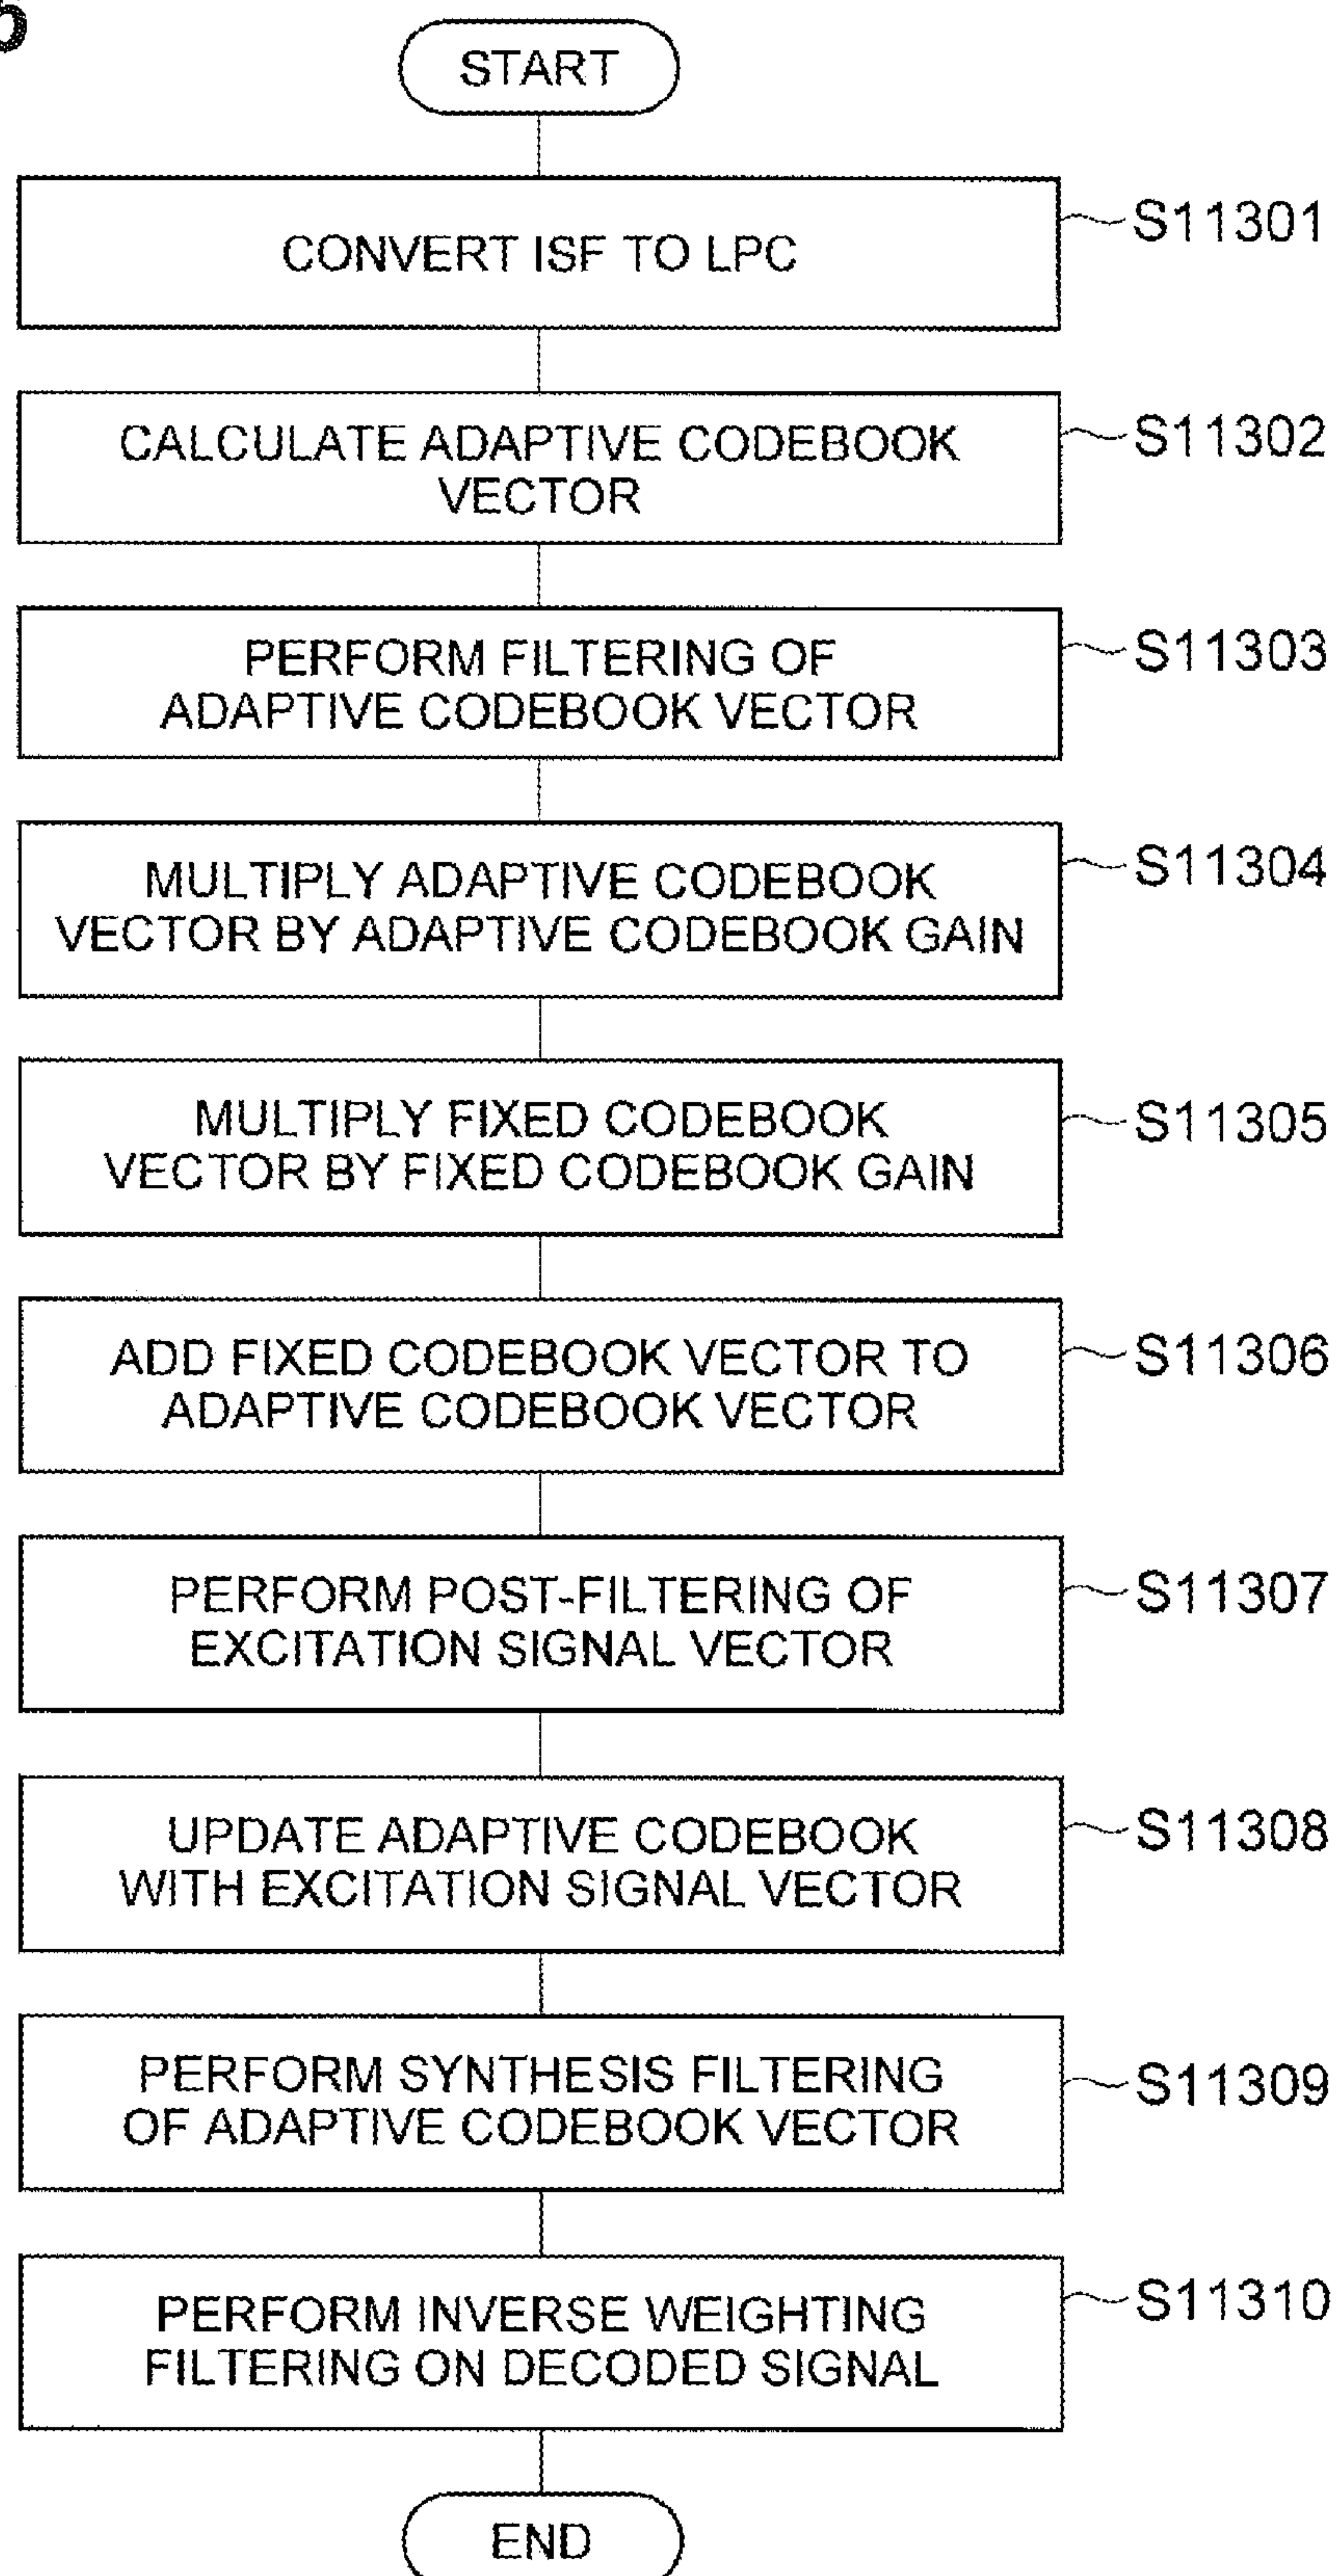 START
CONVERT ISF TO LPC
S11301
CALCULATE ADAPTIVE CODEBOOK
VECTOR
S11302
PERFORM FILTERING OF
ADAPTIVE CODEBOOK VECTOR
S11303
MULTIPLY ADAPTIVE CODEBOOK
VECTOR BY ADAPTIVE CODEBOOK GAIN
S11304
MULTIPLY FIXED CODEBOOK
VECTOR BY FIXED CODEBOOK GAIN
S11305
ADD FIXED CODEBOOK VECTOR TO
ADAPTIVE CODEBOOK VECTOR
S11306
PERFORM POST-FILTERING OF
EXCITATION SIGNAL VECTOR
S11307
UPDATE ADAPTIVE CODEBOOK
WITH EXCITATION SIGNAL VECTOR
S11308
PERFORM SYNTHESIS FILTERING
OF ADAPTIVE CODEBOOK VECTOR
S11309
PERFORM INVERSE WEIGHTING
FILTERING ON DECODED SIGNAL
S11310
END